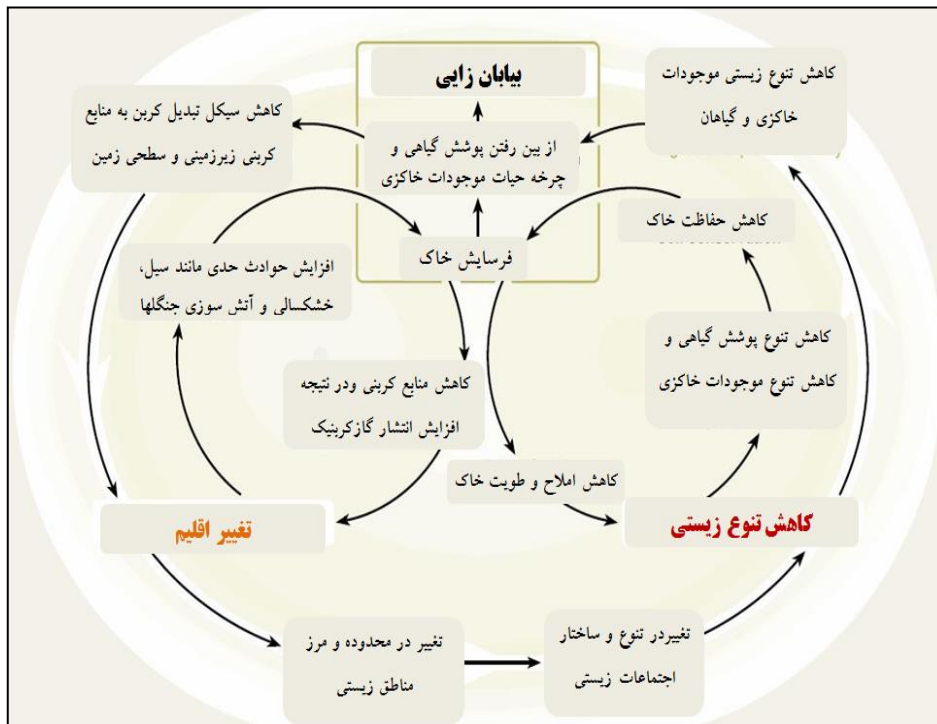 بیابان زایی
کاهش تنوع زیستی موجودات
خاکزی و گیاهان
کاهش سیکل تبدیل کربن به منابع
کربنی زیرزمینی و سطحی زمین
از بین رفتن پوشش گیاهی و
چرخه حیات موجودات خاکزی
کاهش حفاظت خاک
فرسایش خاک
افزایش حوادث حدی مانند سیل،
خشکسالی و آتش سوزی جنگلها
کاهش تنوع پوشش گیاهی و
کاهش تنوع موجودات خاکزی
کاهش منابع کربنی ودر نتیجه
افزایش انتشار گازکربنیک
کاهش املاح و طویت خاک
کاهش تنوع زیستی
تغییر اقلیم
تغییردر تنوع و ساختار
اجتماعات زیستی
تغییر در محدوده و مرز
مناطق زیستی